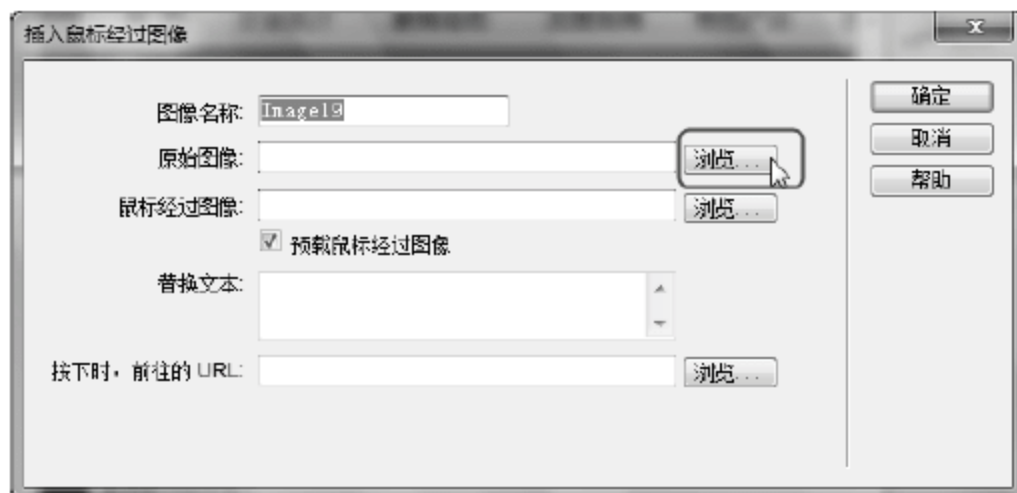 插入鼠标经过图像
x
图像名称: Image19
确定
原始图像: 浏览...
取消
鼠标经过图像: 浏览...
帮助
预载鼠标经过图像
替换文本:
按下时，前往的 URL: 浏览...